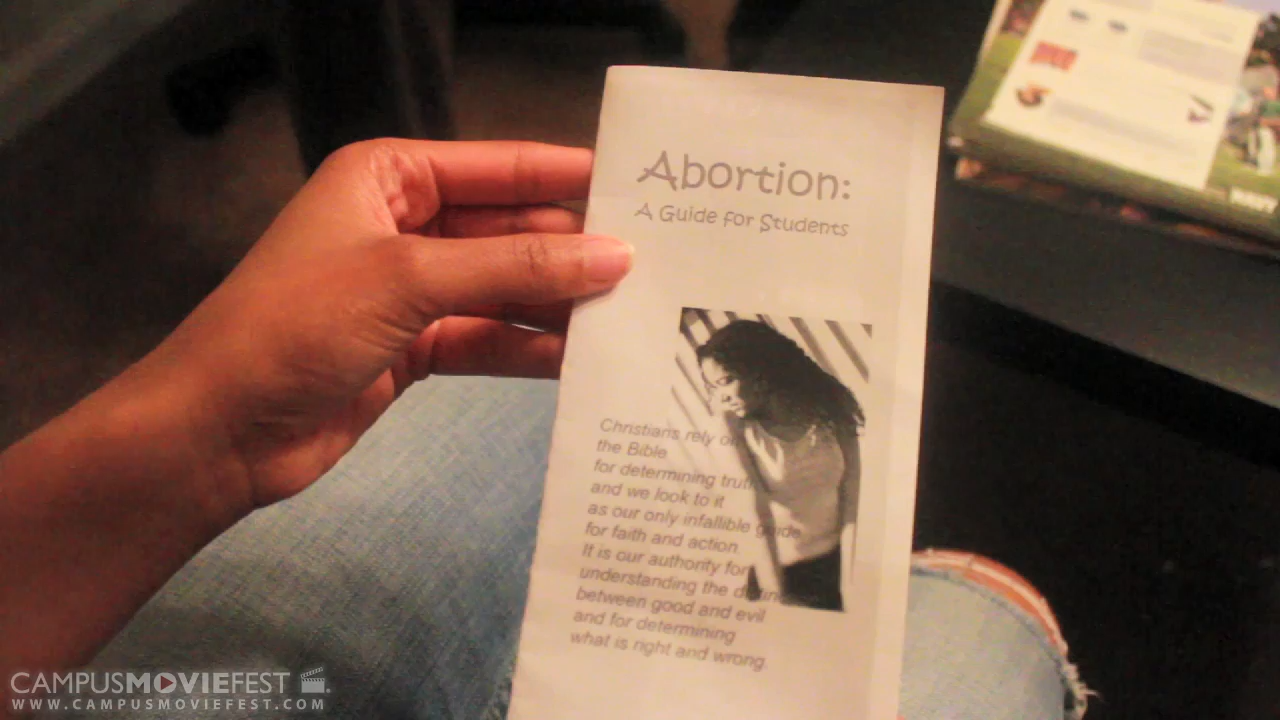 Abortion:
A Guide for Students
Christians rely on
the Bible
for determining truth
and we look to it
as our only infallible guide
for faith and action.
It is our authority for
understanding the
between good and evil
and for determining
what is right and wrong.
CAMPUSMOVIEFEST
WWW.CAMPUSMOVIEFEST.COM